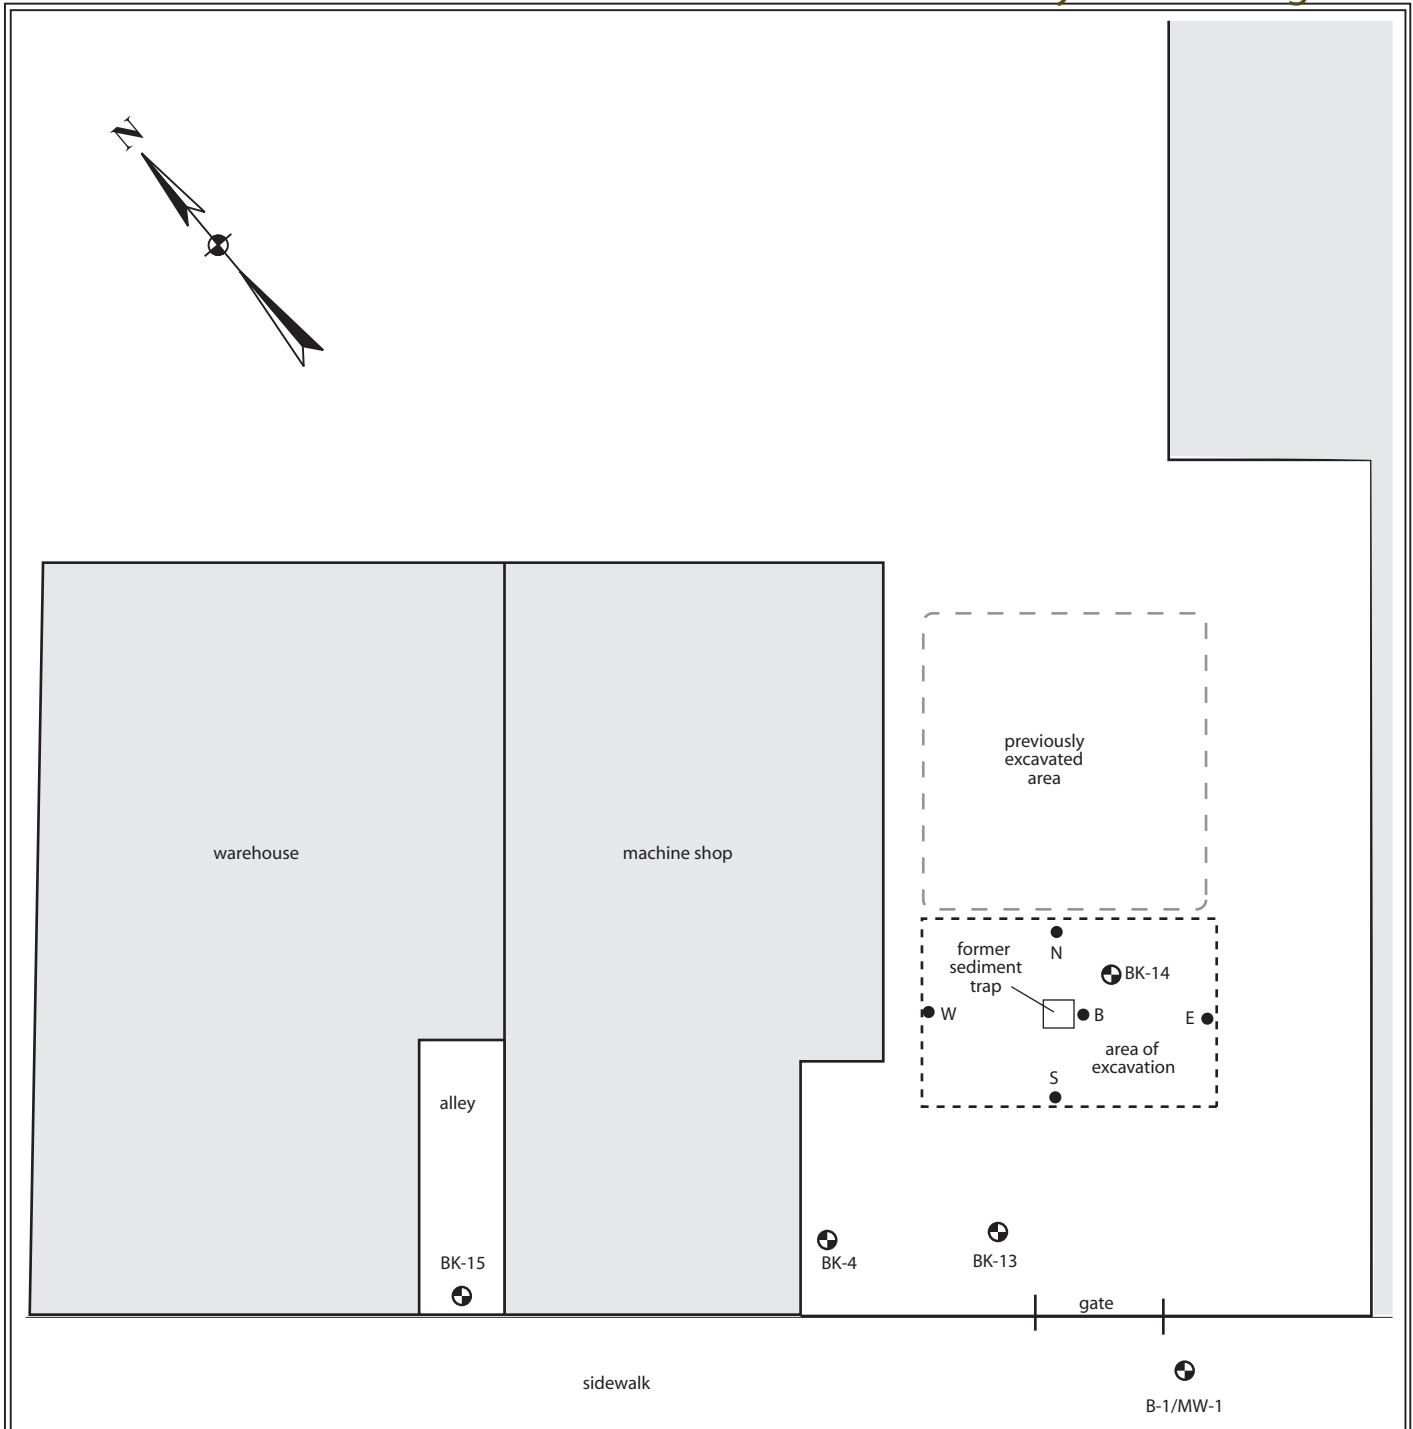 N
previously
excavated
area
warehouse
machine shop
former
sediment
trap
N
BK-14
W
B
E
area of
excavation
S
alley
BK-15
BK-4
BK-13
gate
sidewalk
B-1/MW-1